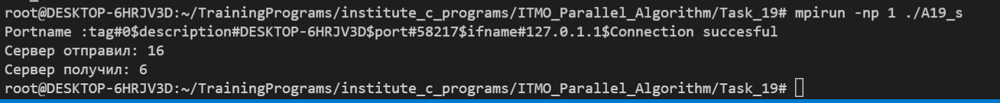 root@DESKTOP-6HRJV3D:~/TrainingPrograms/institute_c_programs/ITMO_Parallel_Algorithm/Task_19# mpirun -np 1 ./A19_s
Portname :tag#0$description#DESKTOP-6HRJV3D$port#58217$ifname#127.0.1.1$Connection succesful
Сервер отправил: 16
Сервер получил: 6
root@DESKTOP-6HRJV3D:~/TrainingPrograms/institute_c_programs/ITMO_Parallel_Algorithm/Task_19#